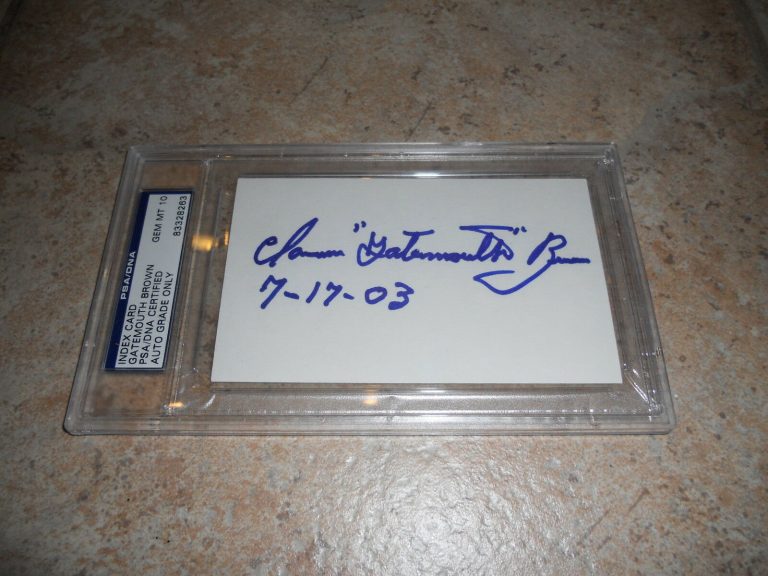 PSA/DNA
INDEX CARD
GATEMOUTH BROWN
PSA/DNA CERTIFIED
AUTO GRADE ONLY
GEM MT 10
83328263
Clarence "Gatemouth" Brown
7-17-03